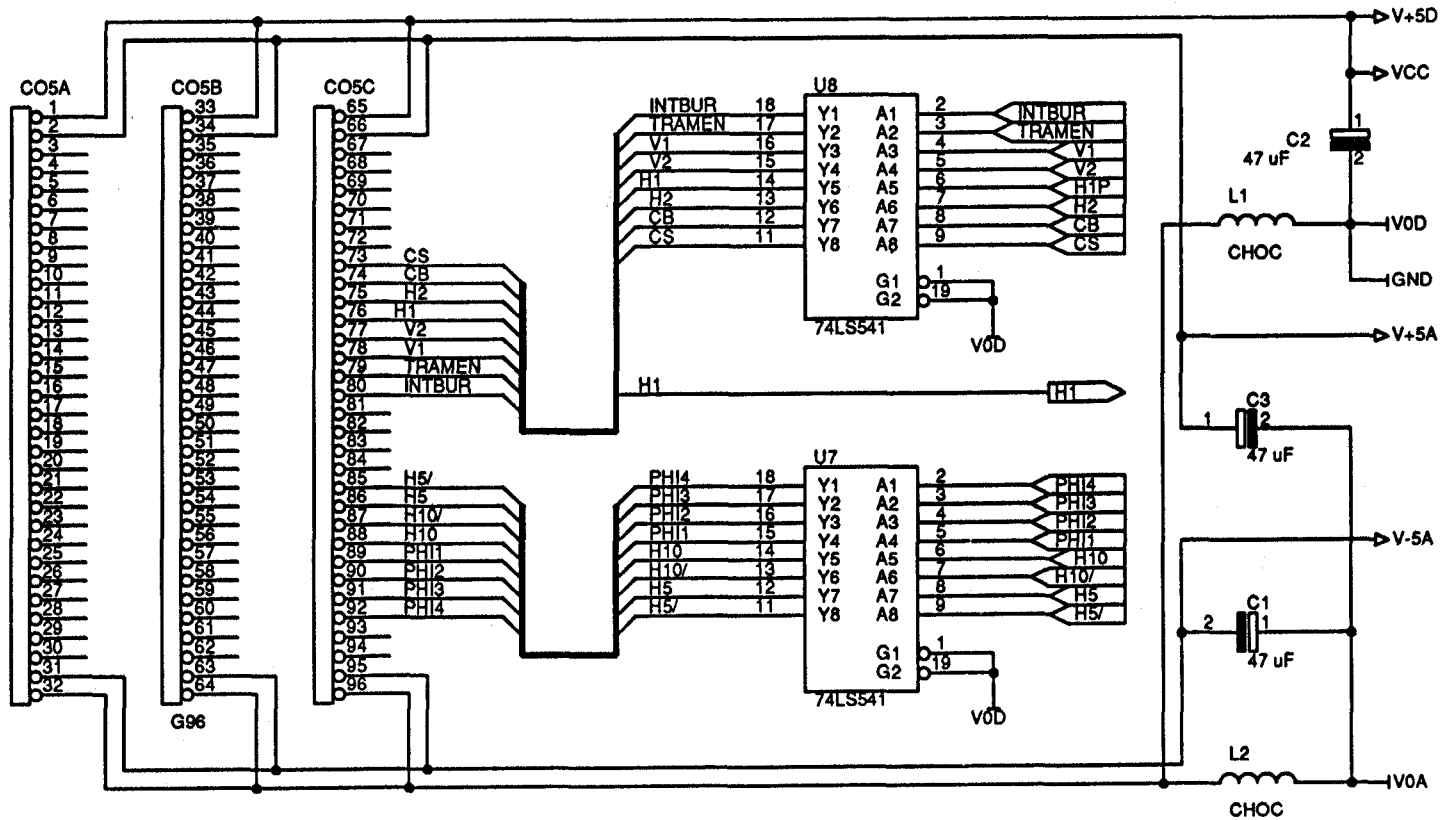 V+5D
VCC
CO5A
CO5B
CO5C
1
2
3
4
5
6
7
8
9
10
11
12
13
14
15
16
17
18
19
20
21
22
23
24
25
26
27
28
29
30
31
32
33
34
35
36
37
38
39
40
41
42
43
44
45
46
47
48
49
50
51
52
53
54
55
56
57
58
59
60
61
62
63
64
G96
65
66
67
68
69
70
71
72
73 CS
74 CB
75 H2
76 H1
77 V2
78 V1
79 TRAMEN
80 INTBUR
81
82
83
84
85 H5/
86 H5
87 H10/
88 H10
89 PHI1
90 PHI2
91 PHI3
92 PHI4
93
94
95
96
U8
INTBUR 18 Y1 A1 2 INTBUR
TRAMEN 17 Y2 A2 3 TRAMEN
V1 16 Y3 A3 4 V1
V2 15 Y4 A4 5 V2
H1 14 Y5 A5 6 H1P
H2 13 Y6 A6 7 H2
CB 12 Y7 A7 8 CB
CS 11 Y8 A8 9 CS
G1 1
G2 19
74LS541
V0D
H1 H1
U7
PHI4 18 Y1 A1 2 PHI4
PHI3 17 Y2 A2 3 PHI3
PHI2 16 Y3 A3 4 PHI2
PHI1 15 Y4 A4 5 PHI1
H10 14 Y5 A5 6 H10
H10/ 13 Y6 A6 7 H10/
H5 12 Y7 A7 8 H5
H5/ 11 Y8 A8 9 H5/
G1 1
G2 19
74LS541
V0D
1
C2
47 uF
2
L1
CHOC
V0D
GND
V+5A
C3
1 2
47 uF
V-5A
C1
2 1
47 uF
L2
CHOC
V0A